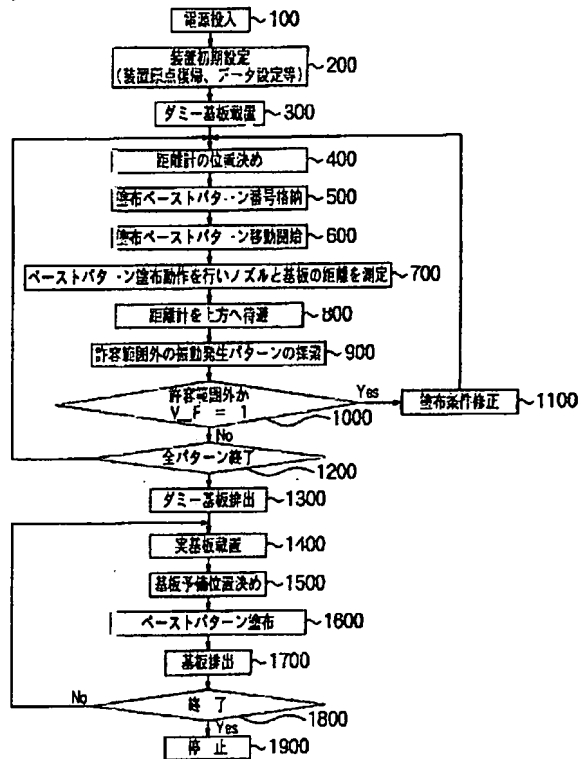 電源投入 100
装置初期設定
(装置原点復帰、データ設定等) 200
ダミー基板載置 300
距離計の位置決め 400
塗布ペーストパターン番号格納 500
塗布ペーストパターン移動開始 600
ペーストパターン塗布動作を行いノズルと基板の距離を測定 700
距離計を上方へ待避 800
許容範囲外の振動発生パターンの探索 900
許容範囲外か
V_F = 1
1000
Yes
塗布条件修正 1100
No
全パターン終了
1200
ダミー基板排出 1300
実基板載置 1400
基板予備位置決め 1500
ペーストパターン塗布 1600
基板排出 1700
No
終了
1800
Yes
停止 1900